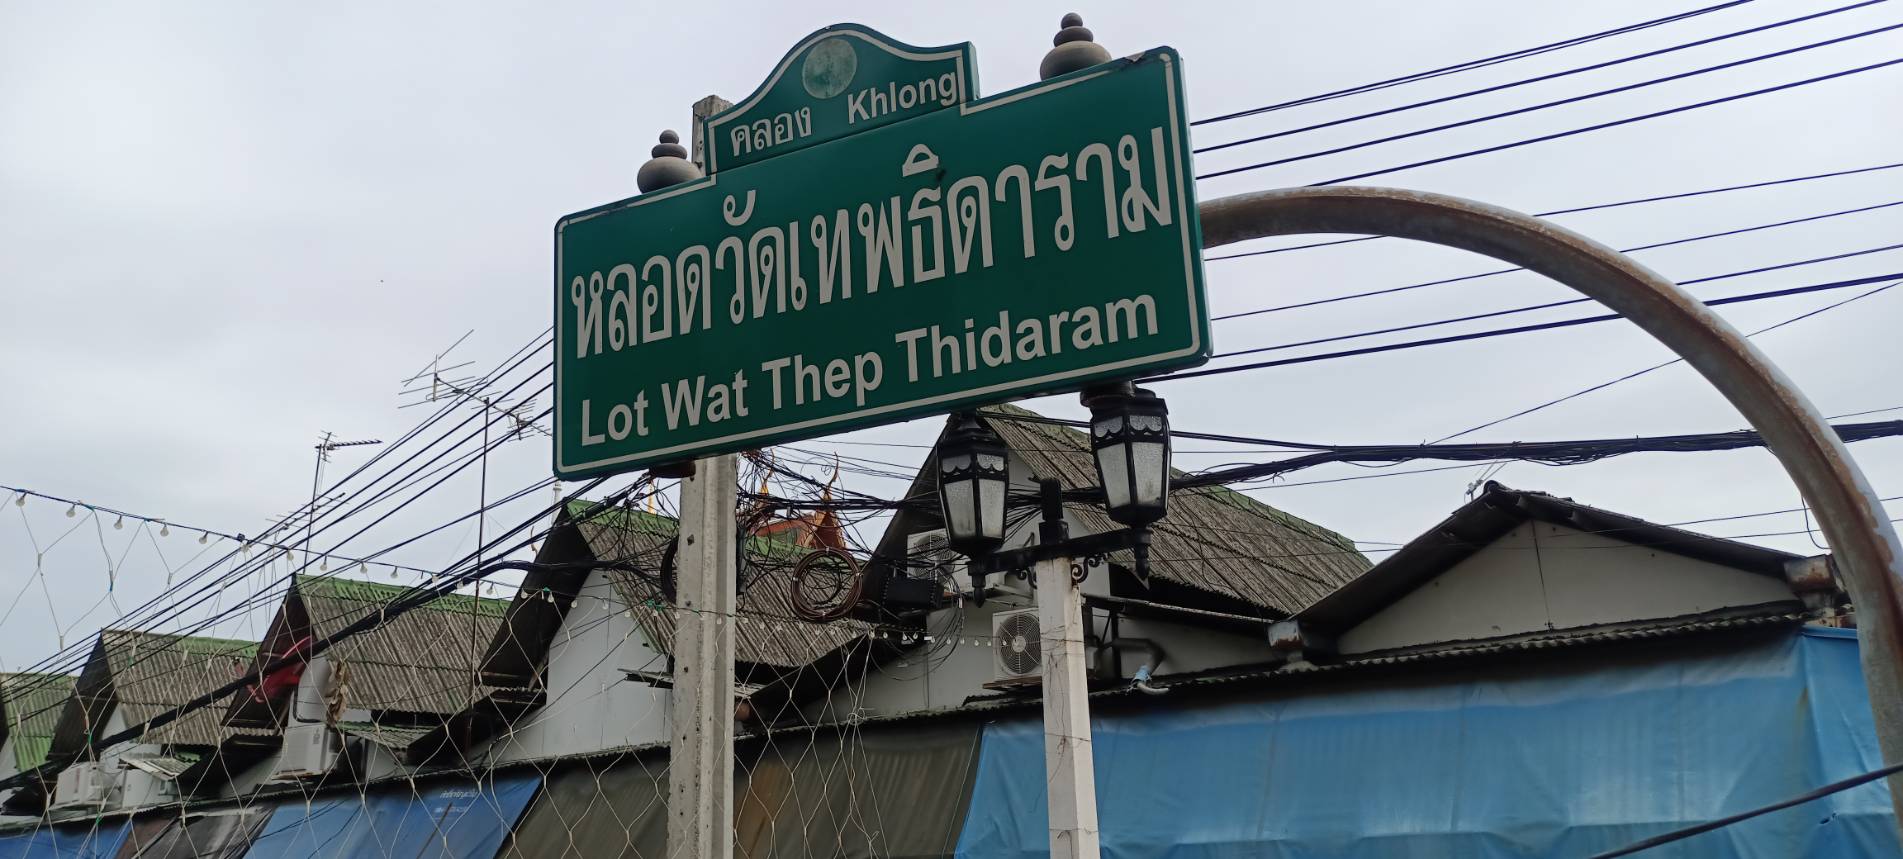 คลอง Khlong
หลอดวัดเทพธิดาราม
Lot Wat Thep Thidaram